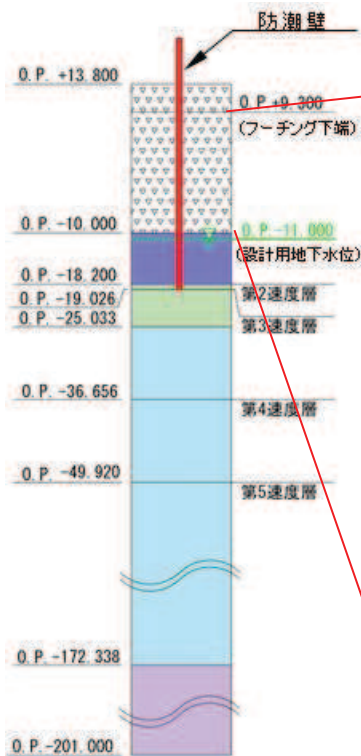 防潮壁
O.P.+13.800
O.P.+9.300
(フーチング下端)
O.P.-10.000
O.P.-11.000
(設計用地下水位)
O.P.-18.200
第2速度層
O.P.-19.026
O.P.-25.033
第3速度層
O.P.-36.656
第4速度層
O.P.-49.920
第5速度層
O.P.-172.338
O.P.-201.000